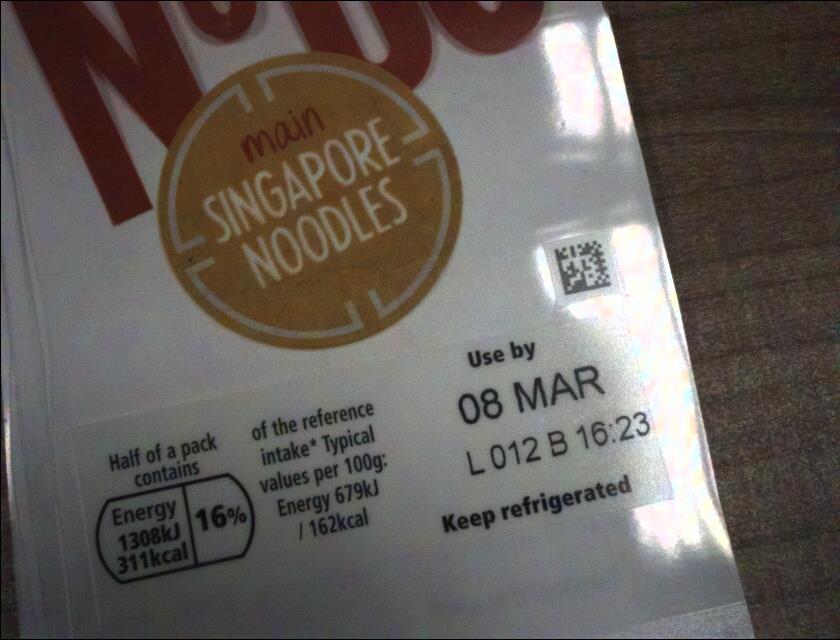 main
SINGAPORE
NOODLES
Use by
08 MAR
L 012 B 16:23
Keep refrigerated
Half of a pack
contains
Energy
1308kJ
311kcal
16%
of the reference
intake* Typical
values per 100g:
Energy 679kJ
/ 162kcal